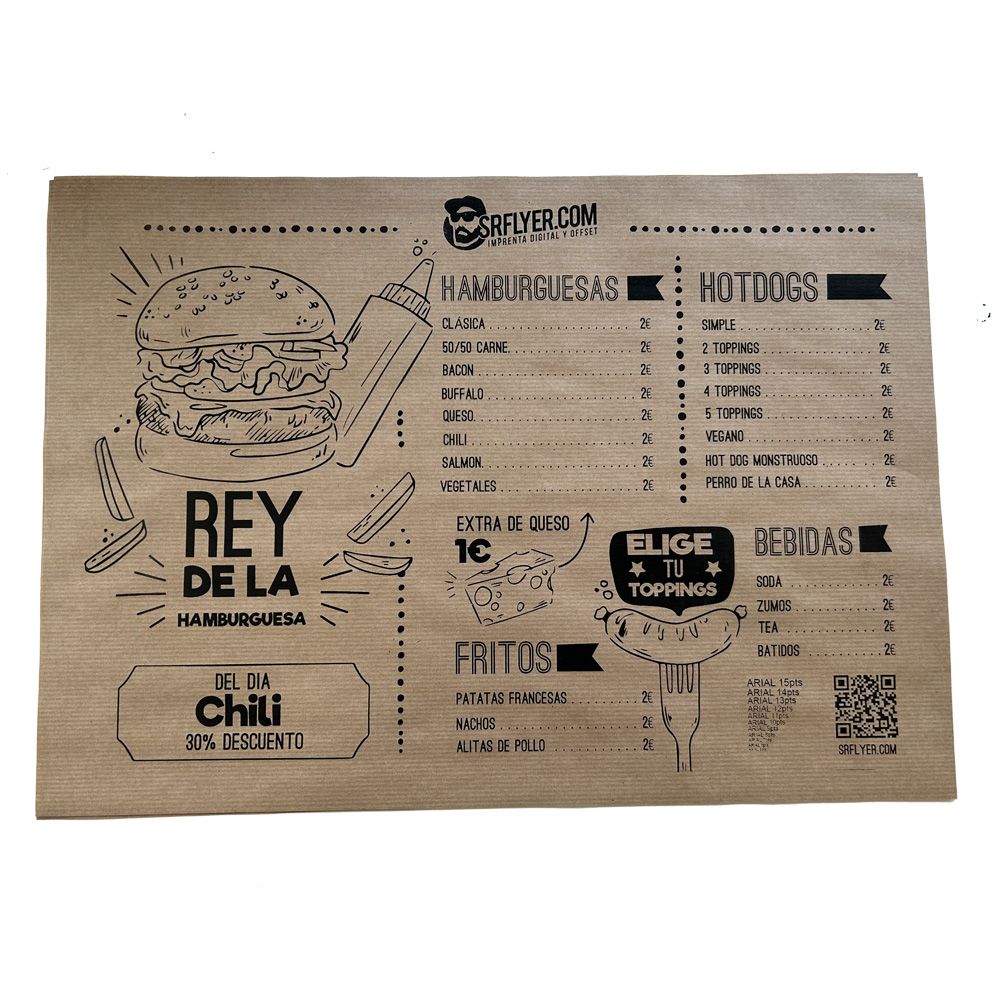 SRFLYER.COM
IMPRENTA DIGITAL Y OFFSET
REY
DE LA
HAMBURGUESA
DEL DIA
Chili
30% DESCUENTO
HAMBURGUESAS
CLÁSICA . . . . . . . . . . . . . . . . . . . . 2€
50/50 CARNE. . . . . . . . . . . . . . . . . 2€
BACON . . . . . . . . . . . . . . . . . . . . . 2€
BUFFALO . . . . . . . . . . . . . . . . . . . . 2€
QUESO. . . . . . . . . . . . . . . . . . . . . . 2€
CHILI . . . . . . . . . . . . . . . . . . . . . . 2€
SALMON. . . . . . . . . . . . . . . . . . . . . 2€
VEGETALES . . . . . . . . . . . . . . . . . . 2€
HOTDOGS
SIMPLE . . . . . . . . . . . . . . . . . . . 2€
2 TOPPINGS . . . . . . . . . . . . . . . . 2€
3 TOPPINGS . . . . . . . . . . . . . . . . 2€
4 TOPPINGS . . . . . . . . . . . . . . . . 2€
5 TOPPINGS . . . . . . . . . . . . . . . . 2€
VEGANO . . . . . . . . . . . . . . . . . . . 2€
HOT DOG MONSTRUOSO . . . . . . . . 2€
PERRO DE LA CASA . . . . . . . . . . . 2€
EXTRA DE QUESO
1€
ELIGE
TU
TOPPINGS
FRITOS
PATATAS FRANCESAS . . . . . . . . . . 2€
NACHOS . . . . . . . . . . . . . . . . . . . 2€
ALITAS DE POLLO . . . . . . . . . . . . . 2€
BEBIDAS
SODA . . . . . . . . . . . . . 2€
ZUMOS . . . . . . . . . . . . 2€
TEA . . . . . . . . . . . . . . 2€
BATIDOS . . . . . . . . . . . 2€
ARIAL 15pts
ARIAL 14pts
ARIAL 13pts
ARIAL 12pts
ARIAL 11pts
ARIAL 10pts
SRFLYER.COM